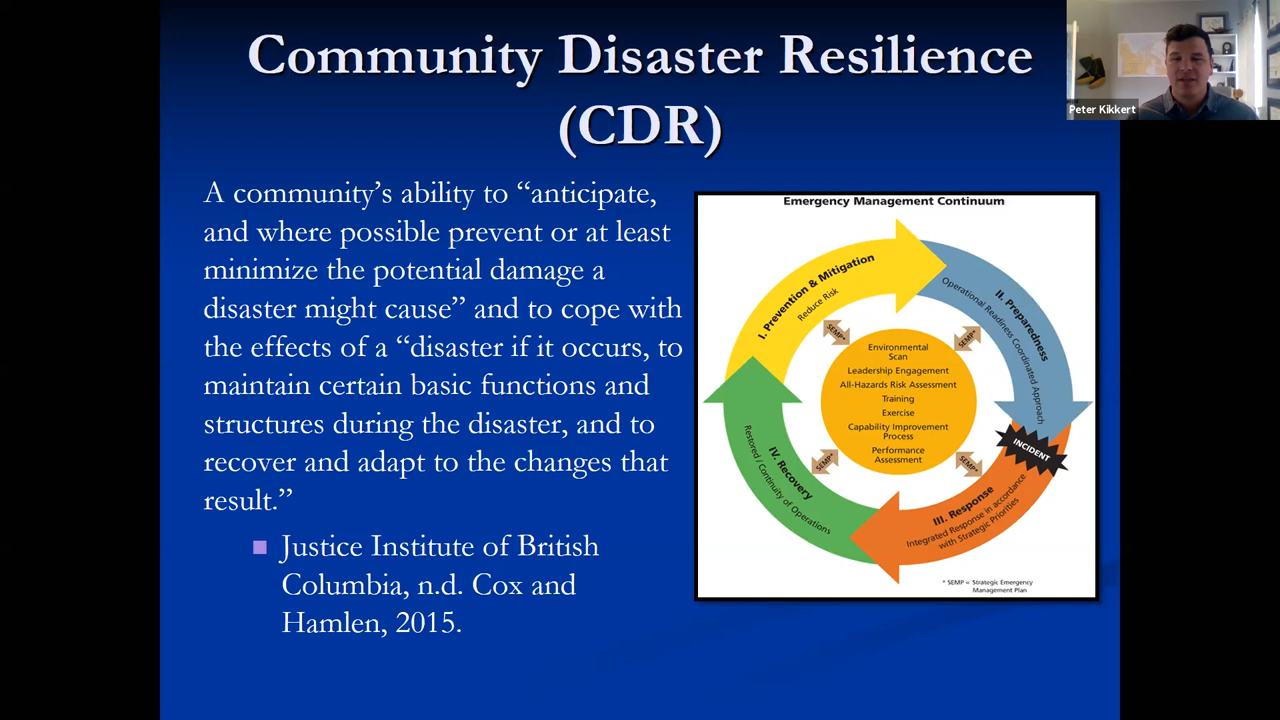 Community Disaster Resilience
(CDR)
Peter Kikkert
A community’s ability to “anticipate,
and where possible prevent or at least
minimize the potential damage a
disaster might cause” and to cope with
the effects of a “disaster if it occurs, to
maintain certain basic functions and
structures during the disaster, and to
recover and adapt to the changes that
result.”
Justice Institute of British
Columbia, n.d. Cox and
Hamlen, 2015.
Emergency Management Continuum
I. Prevention & Mitigation
Reduce Risk
II. Preparedness
Operational Readiness Coordinated Approach
INCIDENT
III. Response
Integrated Response in accordance
with Strategic Priorities
IV. Recovery
Restored / Continuity of Operations
SEMP*
SEMP*
SEMP*
SEMP*
Environmental
Scan
Leadership Engagement
All-Hazards Risk Assessment
Training
Exercise
Capability Improvement
Process
Performance
Assessment
* SEMP = Strategic Emergency
Management Plan